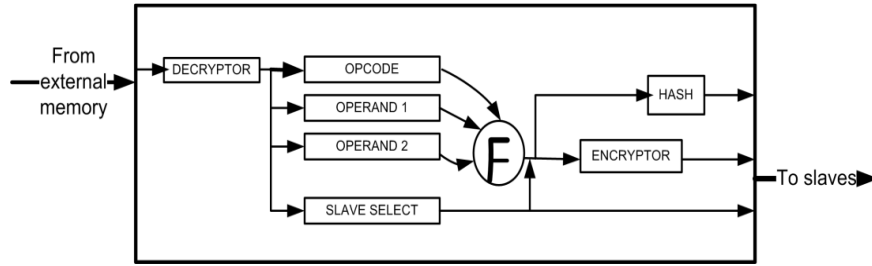 From
external
memory
DECRYPTOR
OPCODE
OPERAND 1
OPERAND 2
SLAVE SELECT
F
HASH
ENCRYPTOR
To slaves